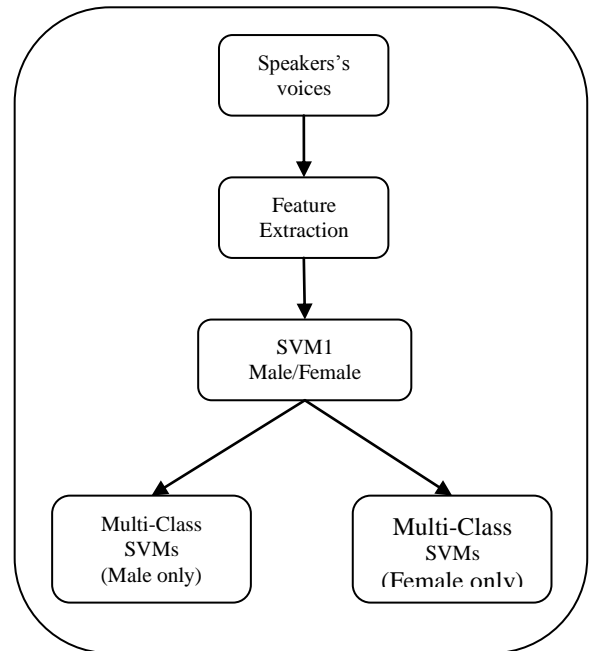 Speakers’s
voices
Feature
Extraction
SVM1
Male/Female
Multi-Class
SVMs
(Male only)
Multi-Class
SVMs
(Female only)